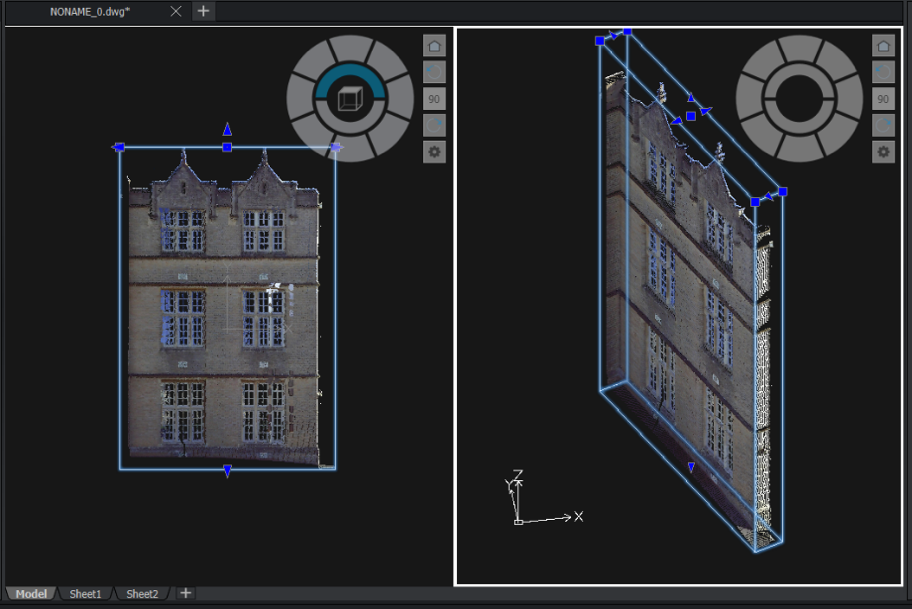 NONAME_0.dwg*
90
90
Z
Y
X
Model Sheet1 Sheet2